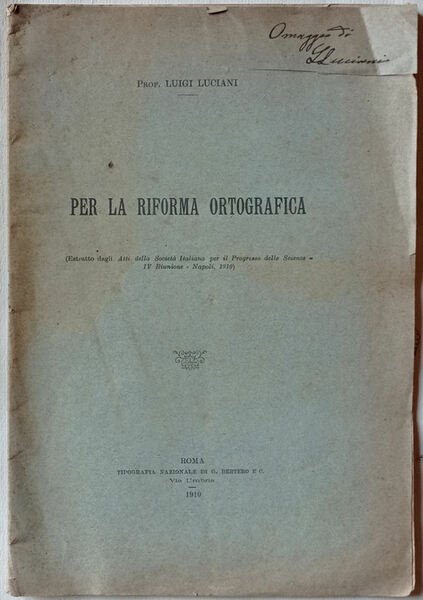 Omaggio di
LLuciani
PROF. LUIGI LUCIANI
PER LA RIFORMA ORTOGRAFICA
(Estratto dagli Atti della Società Italiana per il Progresso delle Scienze –
IV Riunione - Napoli, 1910)
ROMA
TIPOGRAFIA NAZIONALE DI G. BERTERO E C.
Via Umbria
1910